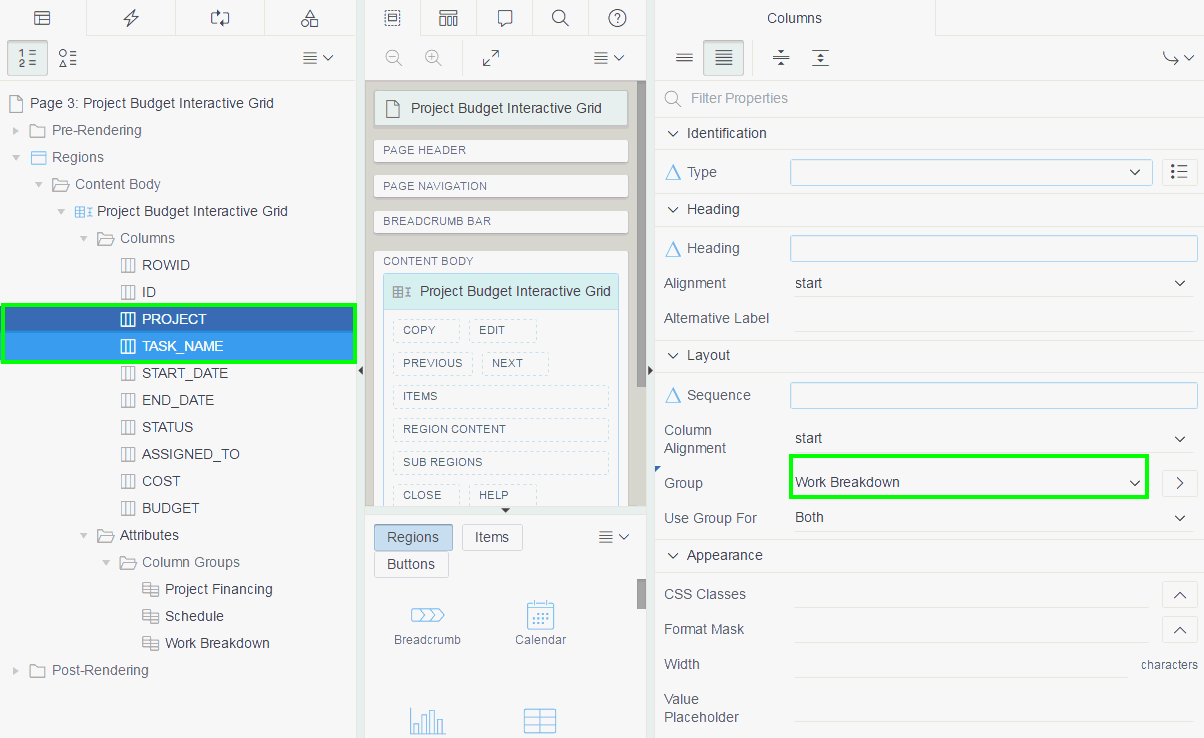 Page 3: Project Budget Interactive Grid
Pre-Rendering
Regions
Content Body
Project Budget Interactive Grid
Columns
ROWID
ID
PROJECT
TASK_NAME
START_DATE
END_DATE
STATUS
ASSIGNED_TO
COST
BUDGET
Attributes
Column Groups
Project Financing
Schedule
Work Breakdown
Post-Rendering
Project Budget Interactive Grid
PAGE HEADER
PAGE NAVIGATION
BREADCRUMB BAR
CONTENT BODY
Project Budget Interactive Grid
COPY EDIT
PREVIOUS NEXT
ITEMS
REGION CONTENT
SUB REGIONS
CLOSE HELP
Regions Items
Buttons
Breadcrumb Calendar
Columns
Filter Properties
Identification
Type
Heading
Heading
Alignment start
Alternative Label
Layout
Sequence
Column
Alignment
start
Group Work Breakdown
Use Group For Both
Appearance
CSS Classes
Format Mask
Width characters
Value
Placeholder